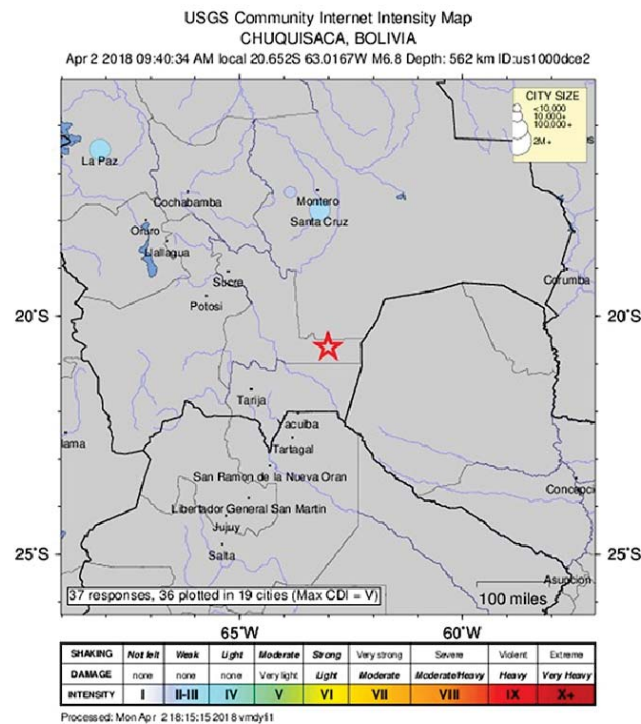 USGS Community Internet Intensity Map
CHUQUISACA, BOLIVIA
Apr 2 2018 09:40:34 AM local 20.652S 63.0167W M6.8 Depth: 562 km ID:us1000dce2
CITY SIZE
<10,000
10,000+
100,000+
2M+
La Paz
Cochabamba
Montero
Santa Cruz
Oruro
Llallagua
Sucre
Corumba
Potosi
20°S
20°S
Tarija
acuiba
Tartagal
lama
San Ramon de la Nueva Oran
Concepci
Libertador General San Martin
Jujuy
Salta
25°S
25°S
Asuncion
37 responses, 36 plotted in 19 cities (Max CDI = V)
100 miles
65°W
60°W
SHAKING Not felt Weak Light Moderate Strong Very strong Severe Violent Extreme
DAMAGE none none none Very light Light Moderate Moderate/Heavy Heavy Very Heavy
INTENSITY I II-III IV V VI VII VIII IX X+
Processed: Mon Apr 2 18:15:15 2018